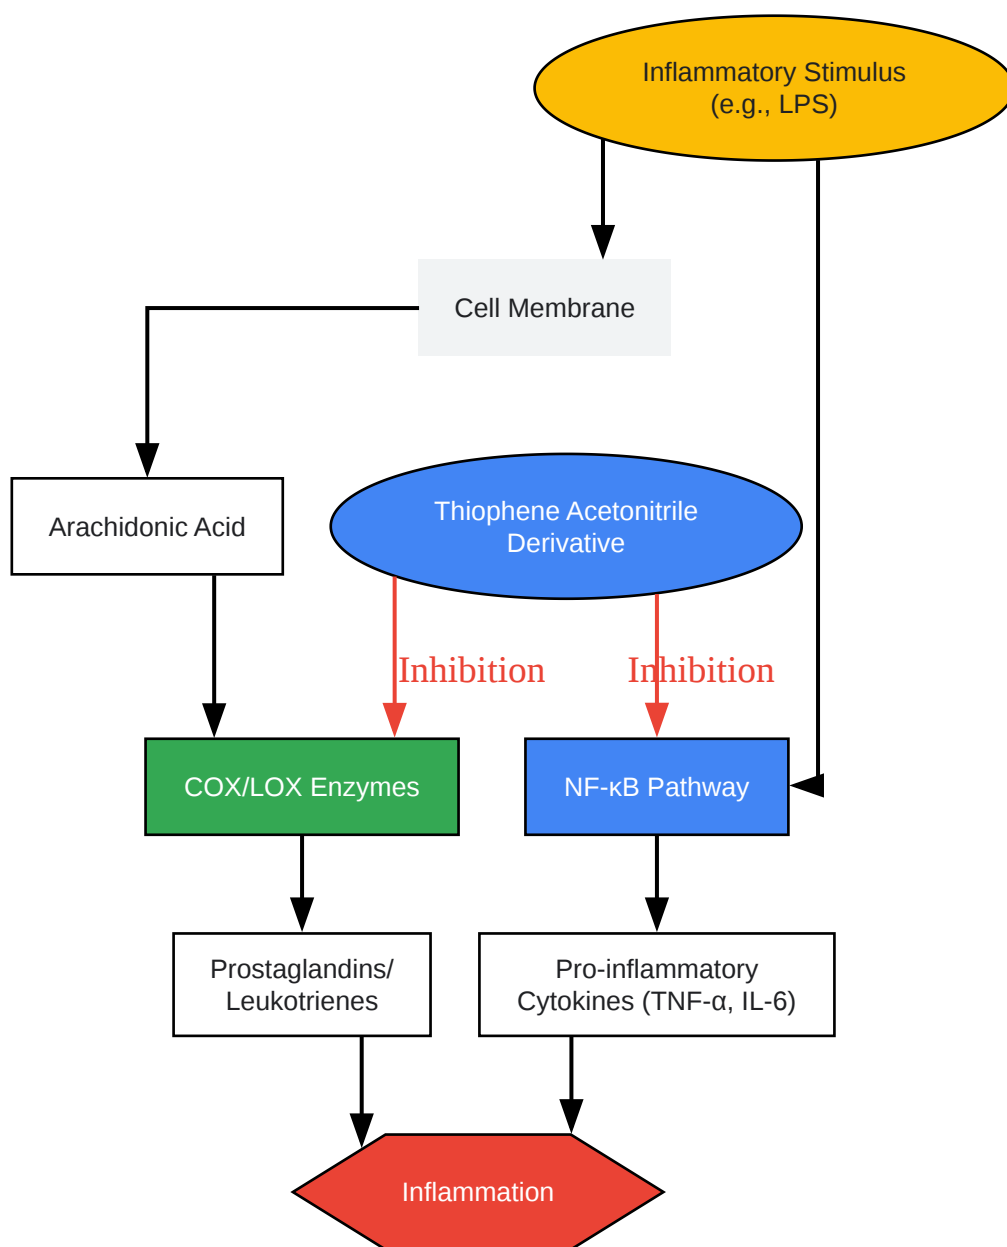 Inflammatory Stimulus
(e.g., LPS)
Cell Membrane
Arachidonic Acid
Thiophene Acetonitrile
Derivative
Inhibition
Inhibition
COX/LOX Enzymes
NF-κB Pathway
Prostaglandins/
Leukotrienes
Pro-inflammatory
Cytokines (TNF-α, IL-6)
Inflammation